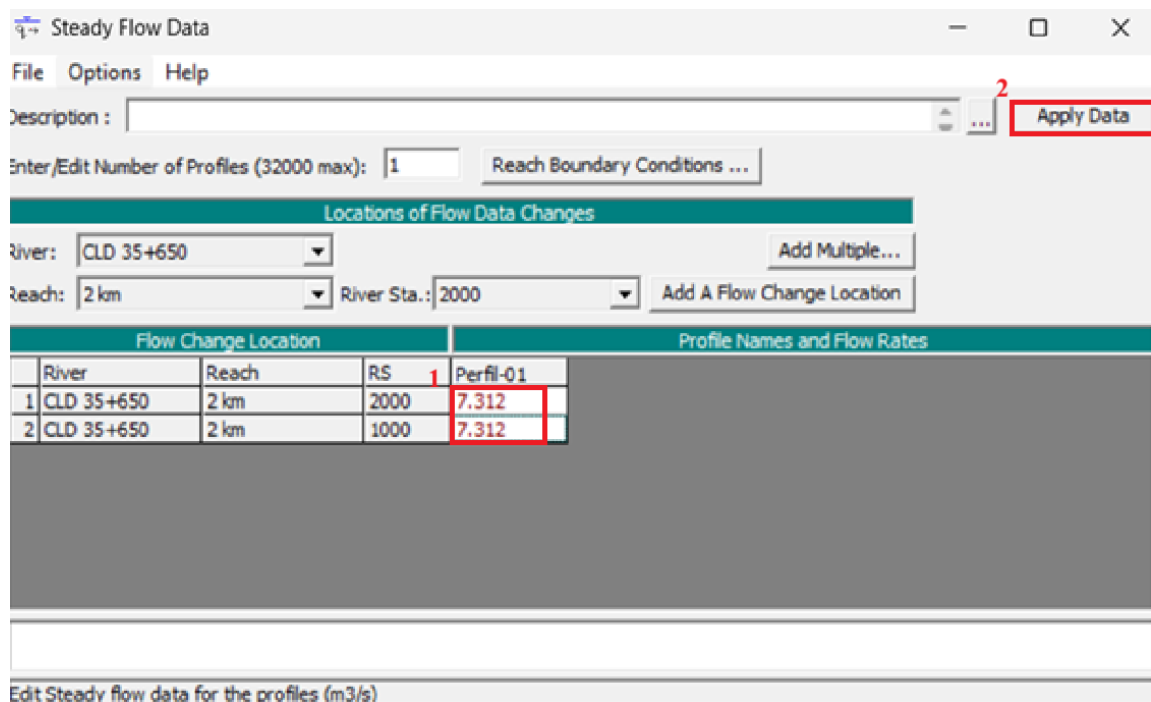 Steady Flow Data
File Options Help
2
Description :
...
Apply Data
Enter/Edit Number of Profiles (32000 max): 1 Reach Boundary Conditions ...
Locations of Flow Data Changes
River: CLD 35+650 Add Multiple...
Reach: 2 km River Sta.: 2000 Add A Flow Change Location
Flow Change Location Profile Names and Flow Rates
River Reach RS 1 Perfil-01
1 CLD 35+650 2 km 2000 7.312
2 CLD 35+650 2 km 1000 7.312
Edit Steady flow data for the profiles (m3/s)